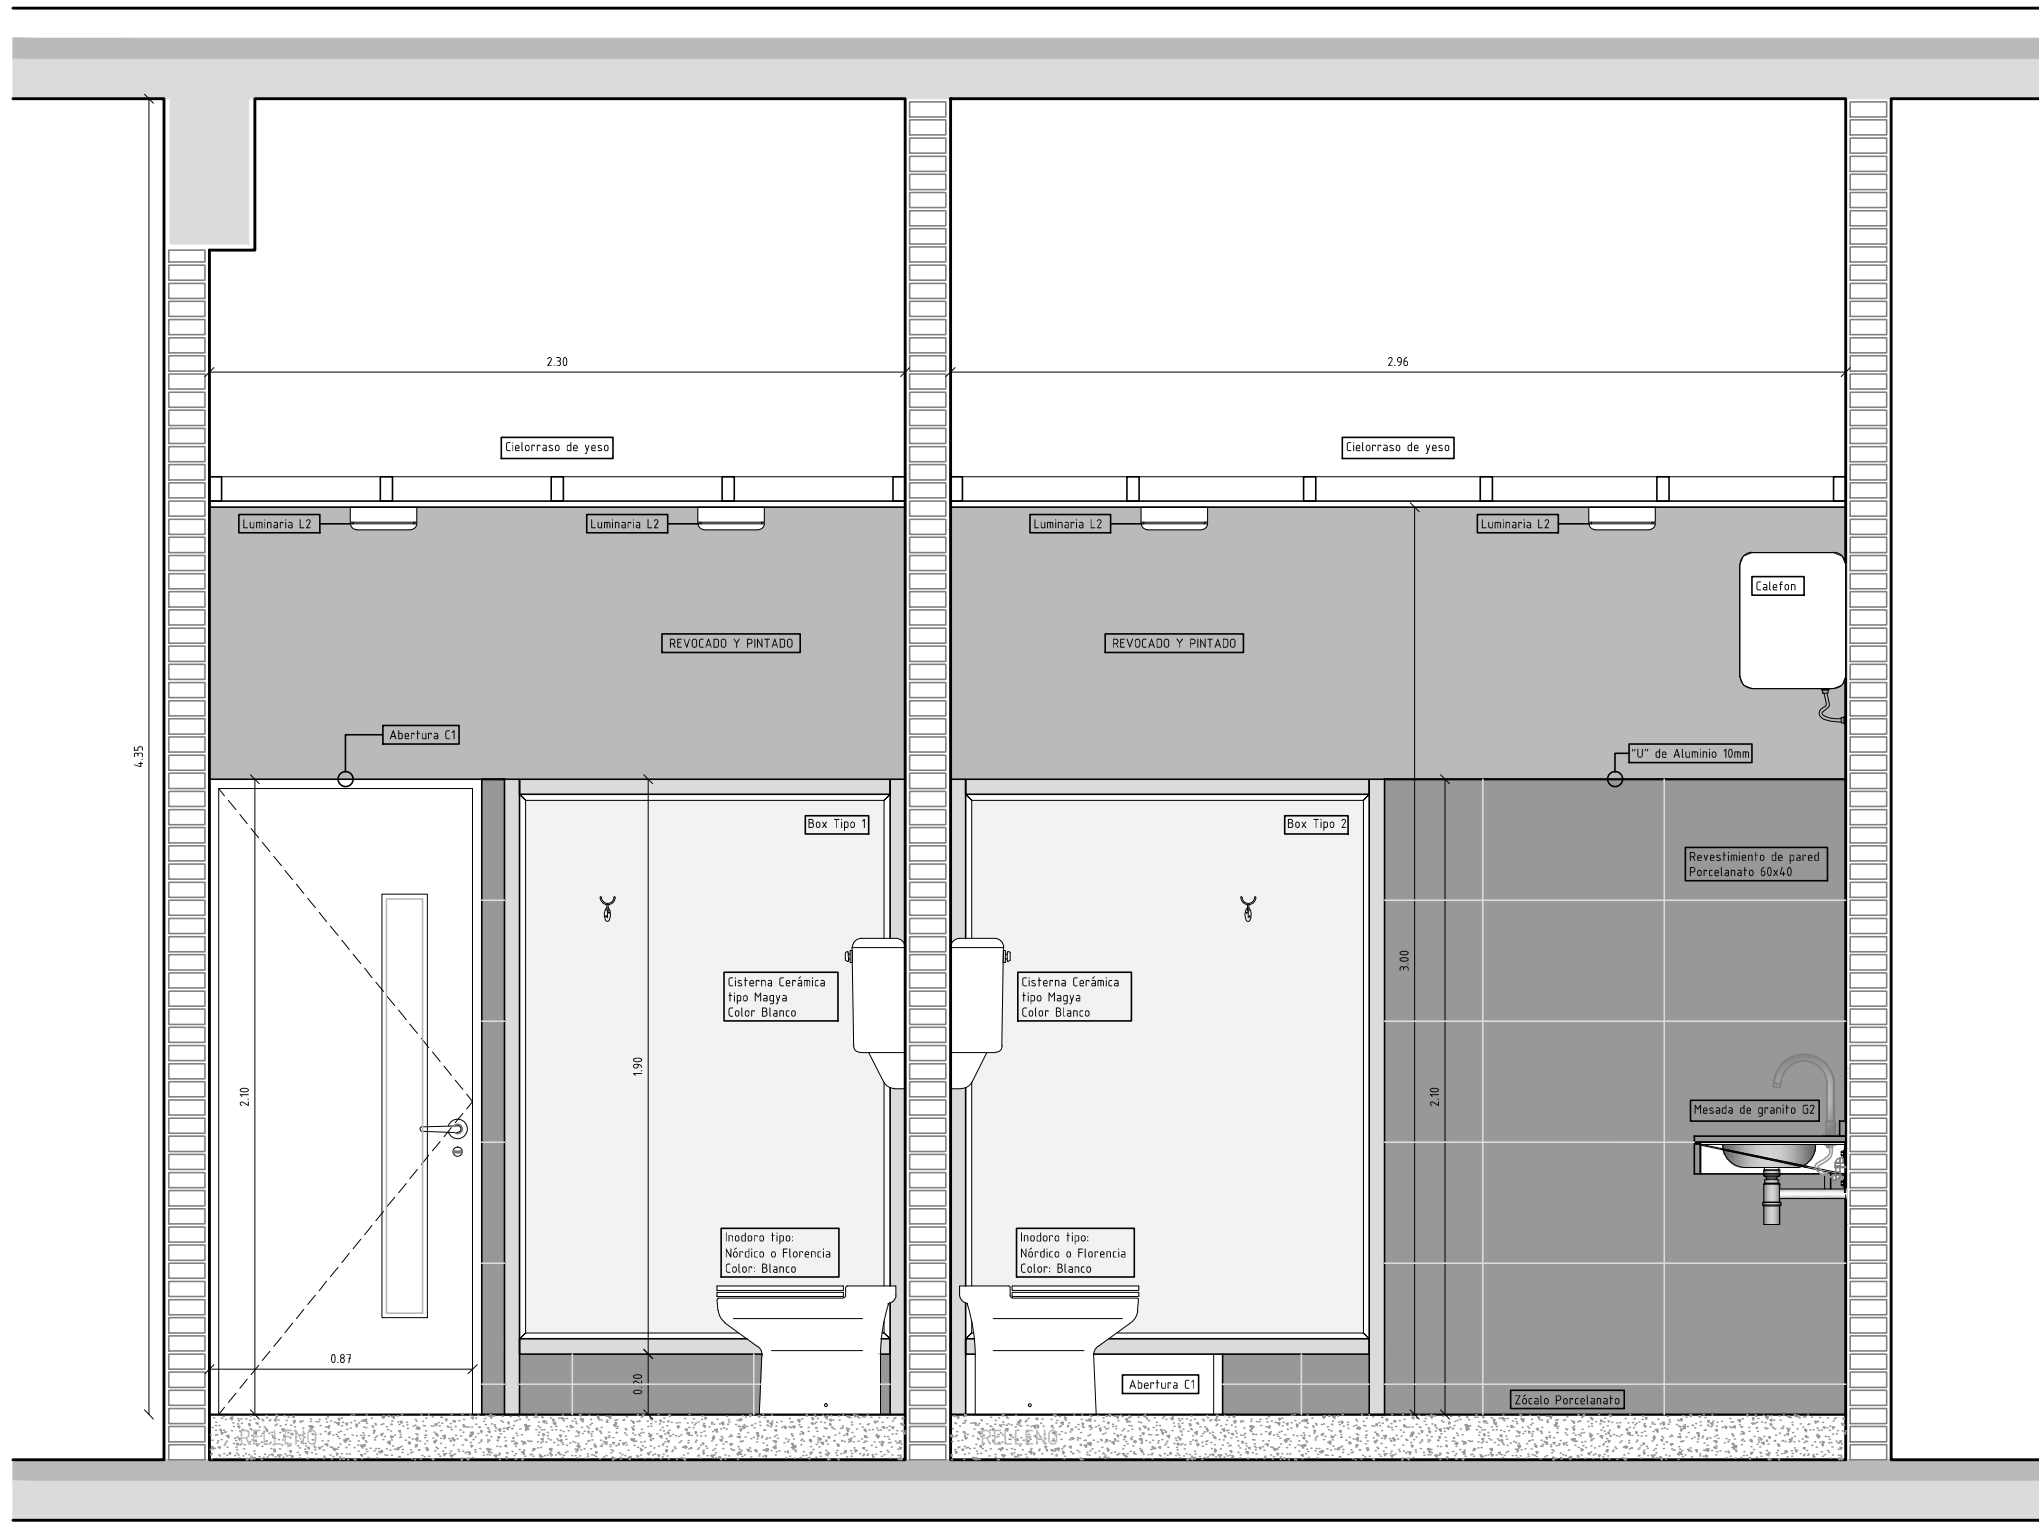 2.30
2.96
Cielorraso de yeso
Cielorraso de yeso
Luminaria L2
Luminaria L2
Luminaria L2
Luminaria L2
Calefon
REVOCADO Y PINTADO
REVOCADO Y PINTADO
Abertura C1
4.35
"U" de Aluminio 10mm
Box Tipo 1
Box Tipo 2
Revestimiento de pared
Porcelanato 60x40
3.00
Cisterna Cerámica
tipo Magya
Color Blanco
Cisterna Cerámica
tipo Magya
Color Blanco
1.90
2.10
2.10
Mesada de granito G2
Inodoro tipo:
Nórdico o Florencia
Color: Blanco
Inodoro tipo:
Nórdico o Florencia
Color: Blanco
0.87
0.20
Abertura C1
Zócalo Porcelanato
RELLENO
RELLENO